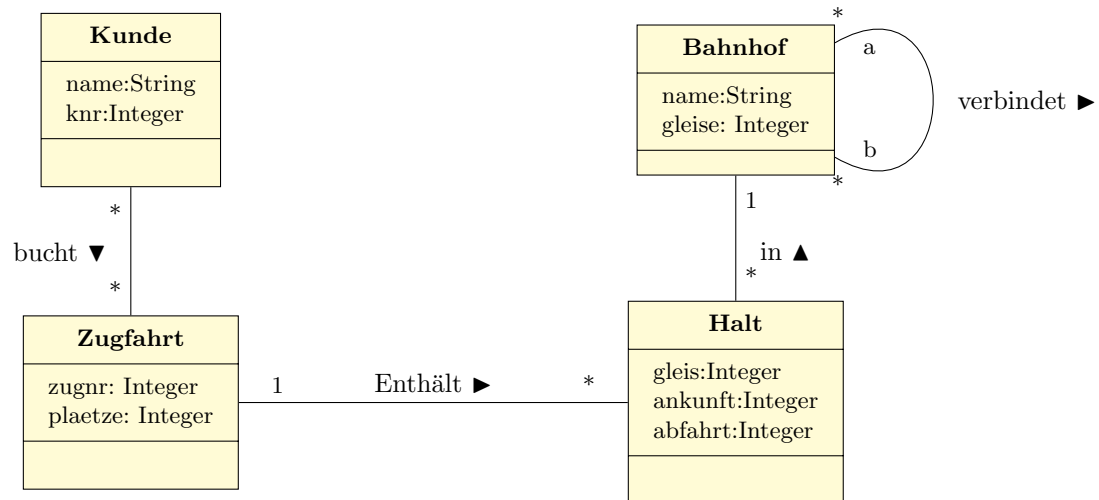 Kunde
name:String
knr:Integer
*
bucht ▼
*
Zugfahrt
zugnr: Integer
plaetze: Integer
1
Enthält ►
*
Bahnhof
name:String
gleise: Integer
*
a
verbindet ►
b
*
1
in ▲
*
Halt
gleis:Integer
ankunft:Integer
abfahrt:Integer